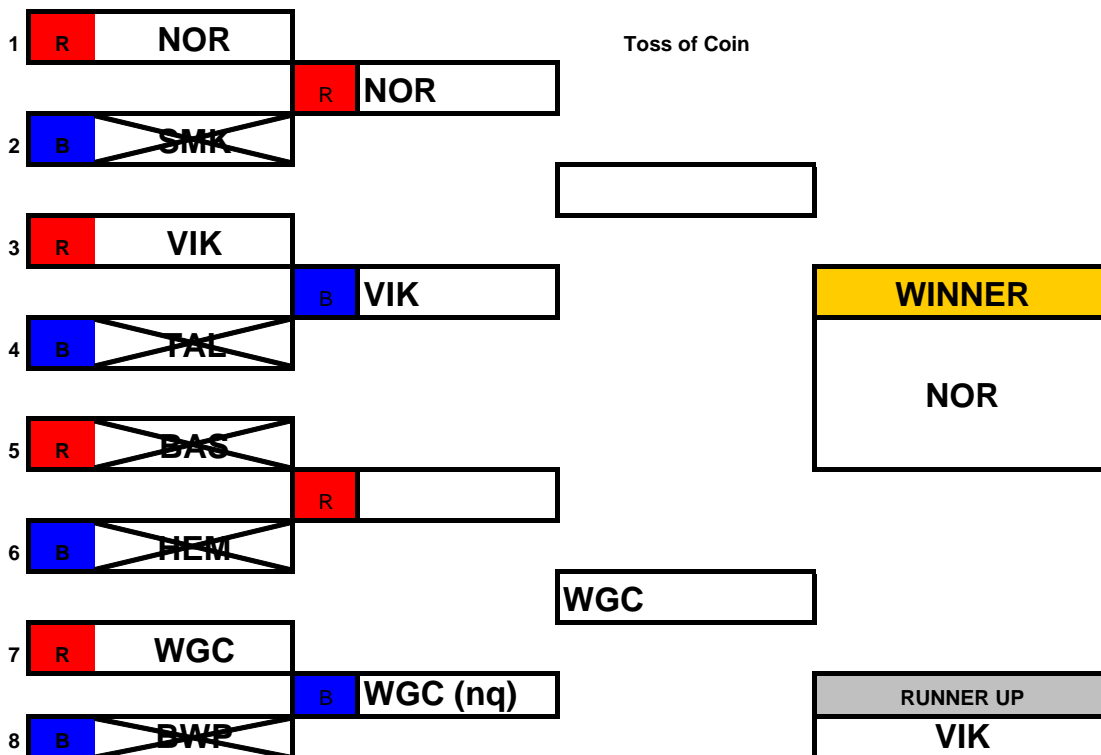 1 R NOR Toss of Coin
R NOR
2 B SMK
3 R VIK
B VIK WINNER
4 B TAL
NOR
5 R BAS
R
6 B HEM
WGC
7 R WGC
B WGC (nq) RUNNER UP
8 B BWP VIK